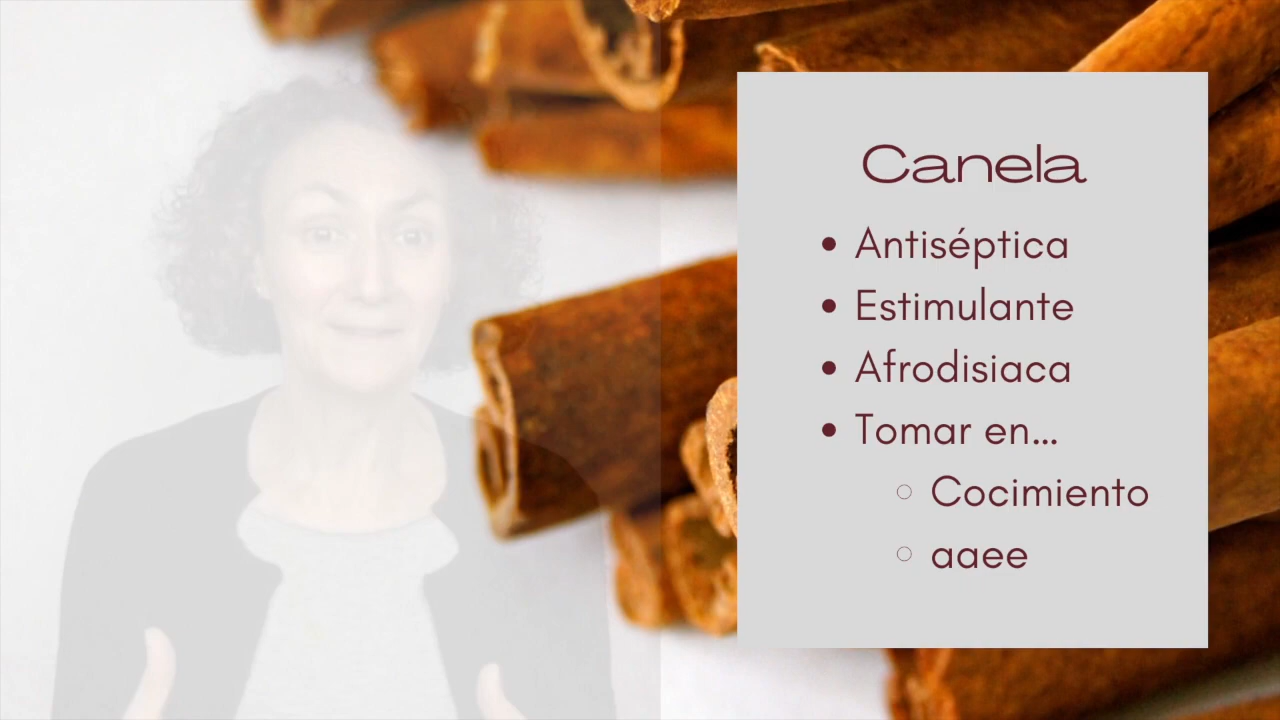 Canela
Antiséptica
Estimulante
Afrodisiaca
Tomar en...
Cocimiento
aaee